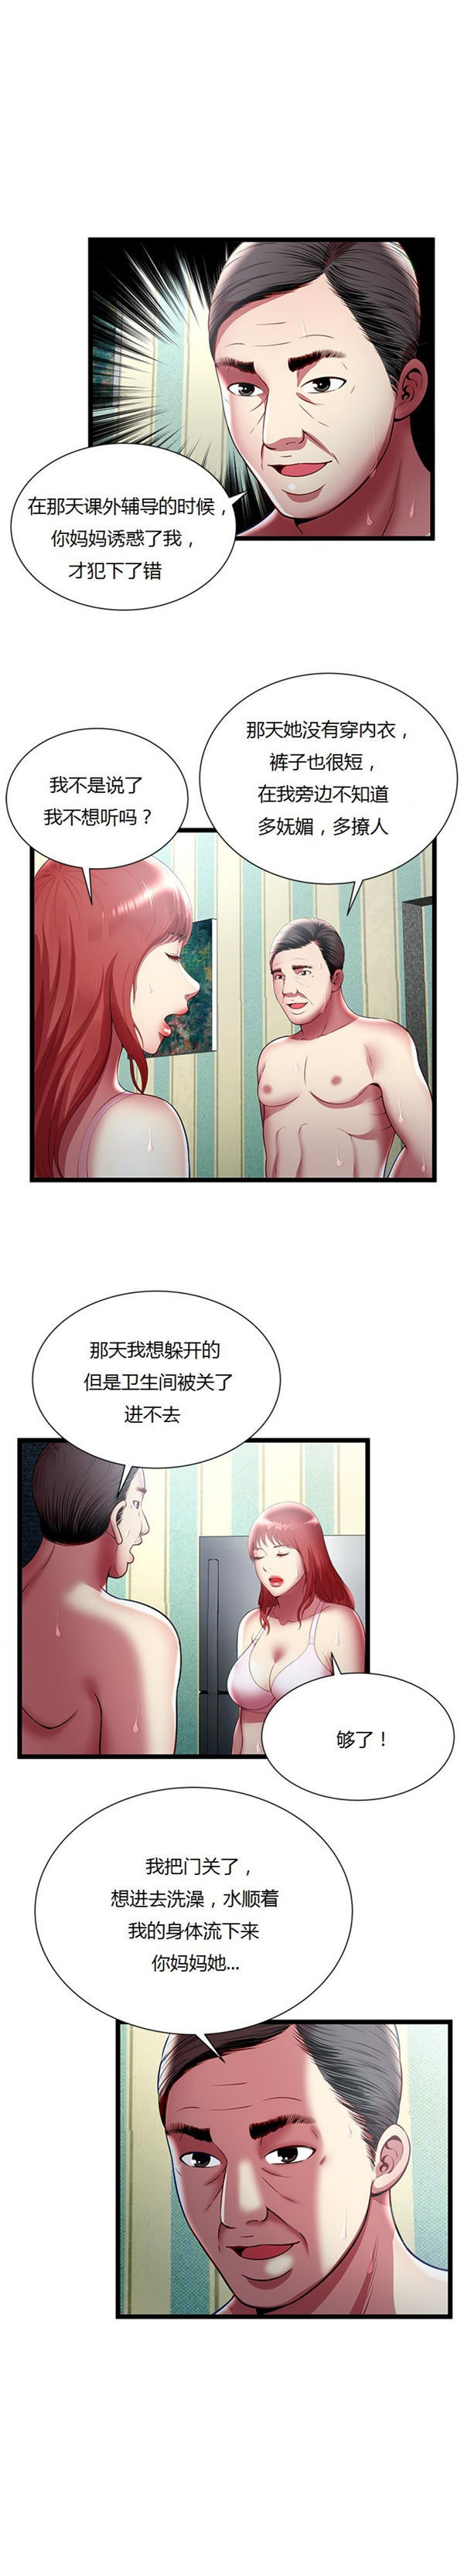 在那天课外辅导的时候，
你妈妈诱惑了我，
才犯下了错
那天她没有穿内衣，
裤子也很短，
在我旁边不知道
多妩媚，多撩人
我不是说了
我不想听吗？
那天我想躲开的
但是卫生间被关了
进不去
够了！
我把门关了，
想进去洗澡，水顺着
我的身体流下来
你妈妈她...